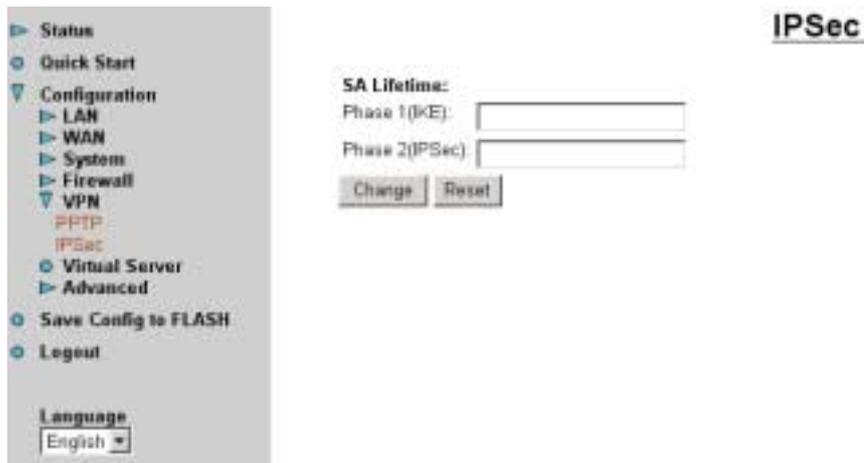 Status
Quick Start
Configuration
LAN
WAN
System
Firewall
VPN
PPTP
IPSec
Virtual Server
Advanced
Save Config to FLASH
Logout
Language
English
IPSec
SA Lifetime:
Phase 1(IKE):
Phase 2(IPSec):
Change Reset